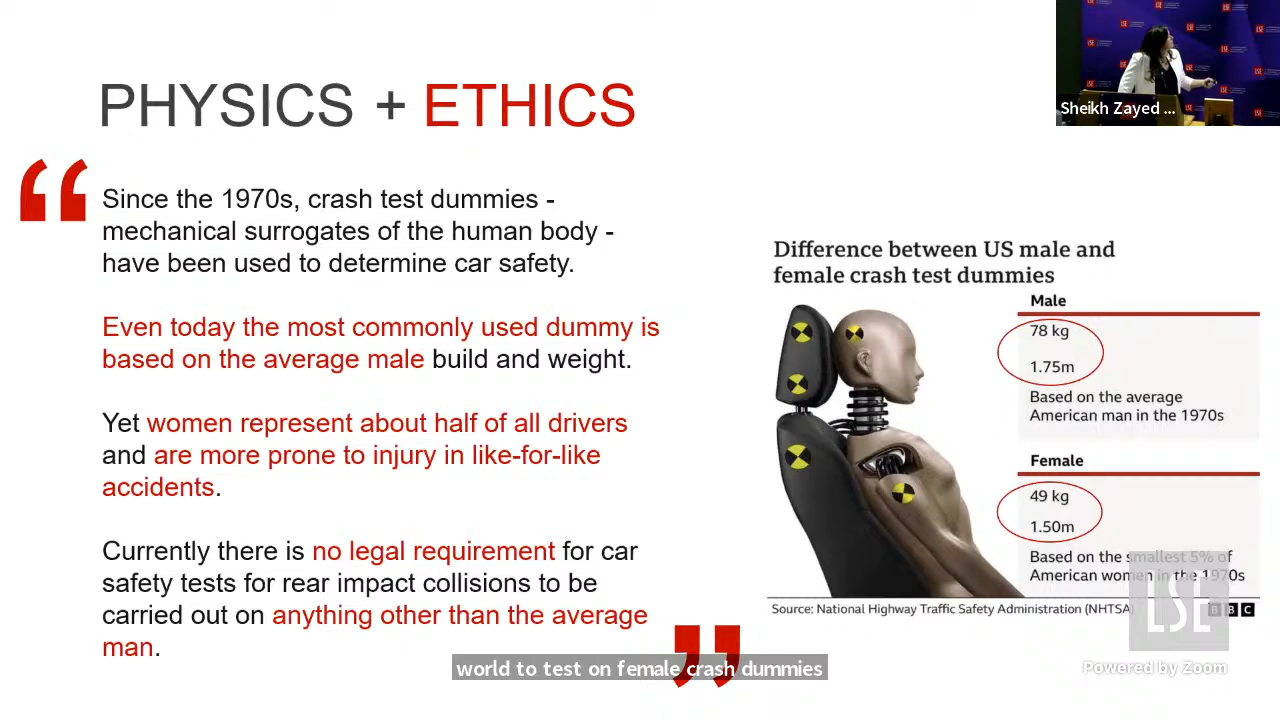 PHYSICS + ETHICS
Sheikh Zayed ...
“
Since the 1970s, crash test dummies -
mechanical surrogates of the human body -
have been used to determine car safety.
Even today the most commonly used dummy is
based on the average male build and weight.
Yet women represent about half of all drivers
and are more prone to injury in like-for-like
accidents.
Currently there is no legal requirement for car
safety tests for rear impact collisions to be
carried out on anything other than the average
man.
”
Difference between US male and
female crash test dummies
Male
78 kg
1.75m
Based on the average
American man in the 1970s
Female
49 kg
1.50m
Based on the smallest 5% of
American women in the 1970s
Source: National Highway Traffic Safety Administration (NHTSA)
BBC
LSE
Powered by Zoom
world to test on female crash dummies